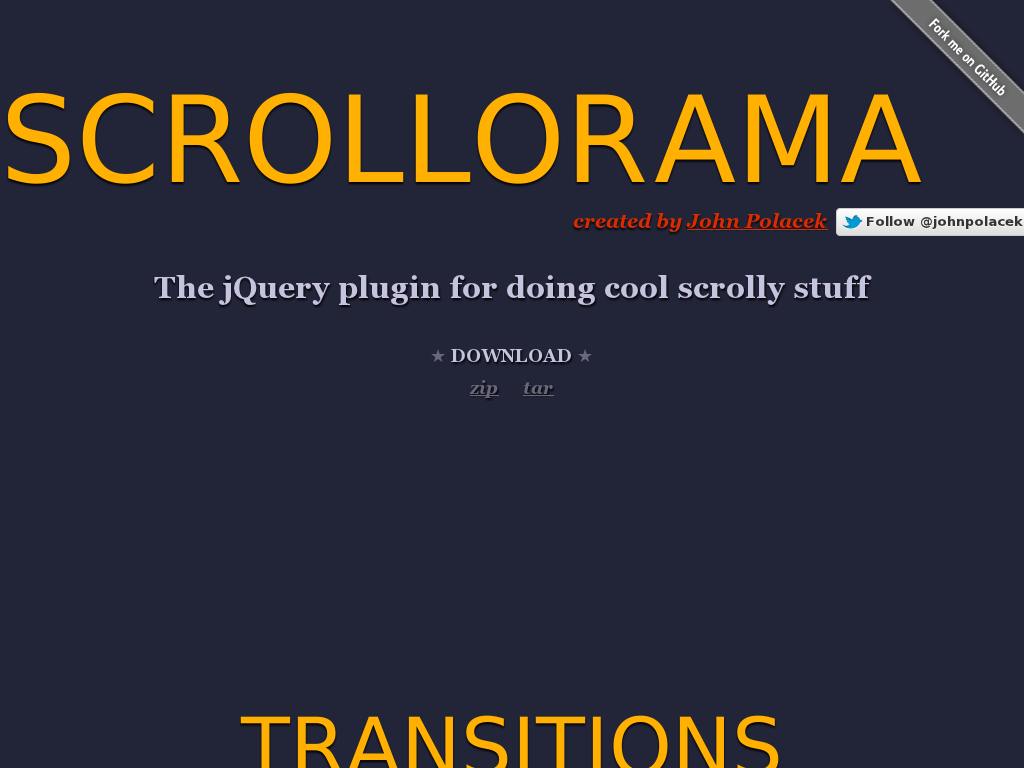 Fork me on GitHub
SCROLLORAMA
created by John Polacek
Follow @johnpolacek
The jQuery plugin for doing cool scrolly stuff
★ DOWNLOAD ★
zip tar
TRANSITIONS